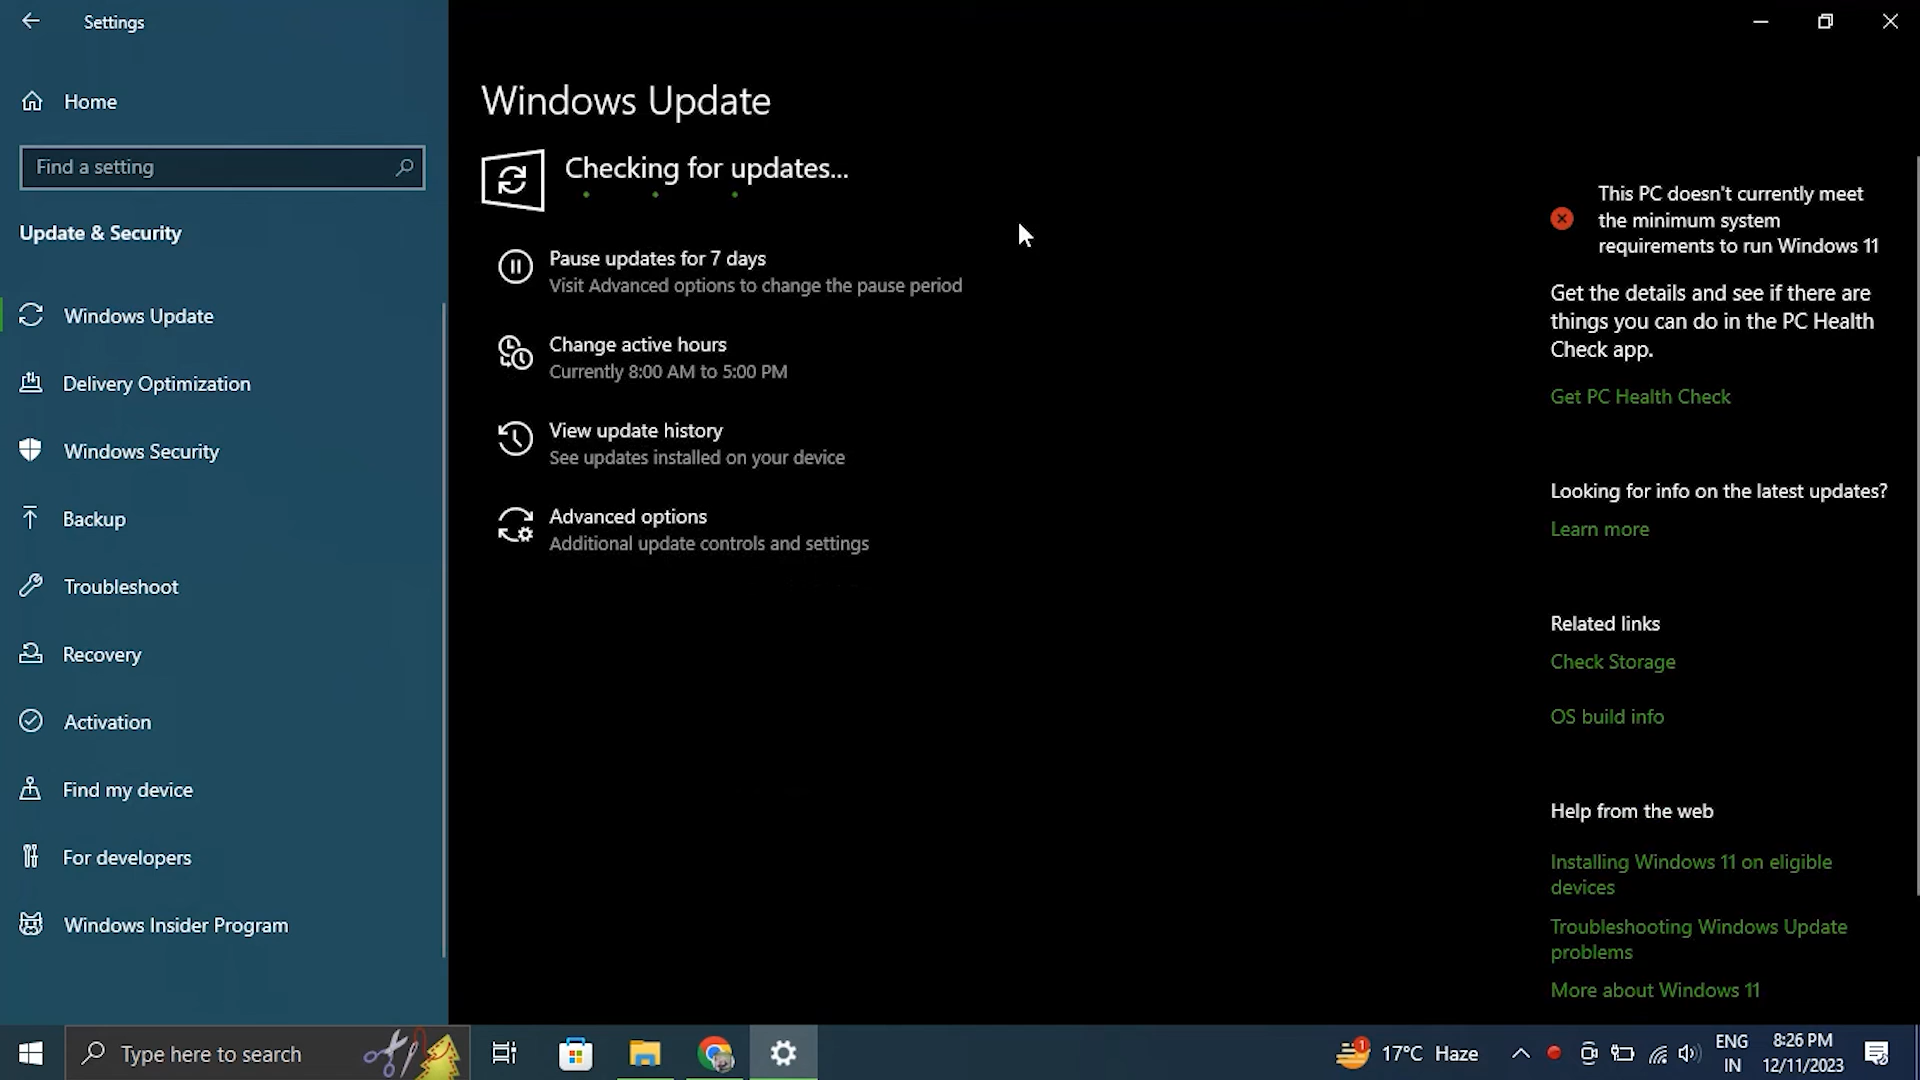 Settings
Home
Find a setting
Update & Security
Windows Update
Delivery Optimization
Windows Security
Backup
Troubleshoot
Recovery
Activation
Find my device
For developers
Windows Insider Program
Windows Update
Checking for updates...
Pause updates for 7 days
Visit Advanced options to change the pause period
Change active hours
Currently 8:00 AM to 5:00 PM
View update history
See updates installed on your device
Advanced options
Additional update controls and settings
This PC doesn't currently meet
the minimum system
requirements to run Windows 11
Get the details and see if there are
things you can do in the PC Health
Check app.
Get PC Health Check
Looking for info on the latest updates?
Learn more
Related links
Check Storage
OS build info
Help from the web
Installing Windows 11 on eligible
devices
Troubleshooting Windows Update
problems
More about Windows 11
Type here to search
1
17°C Haze
ENG
IN
8:26 PM
12/11/2023